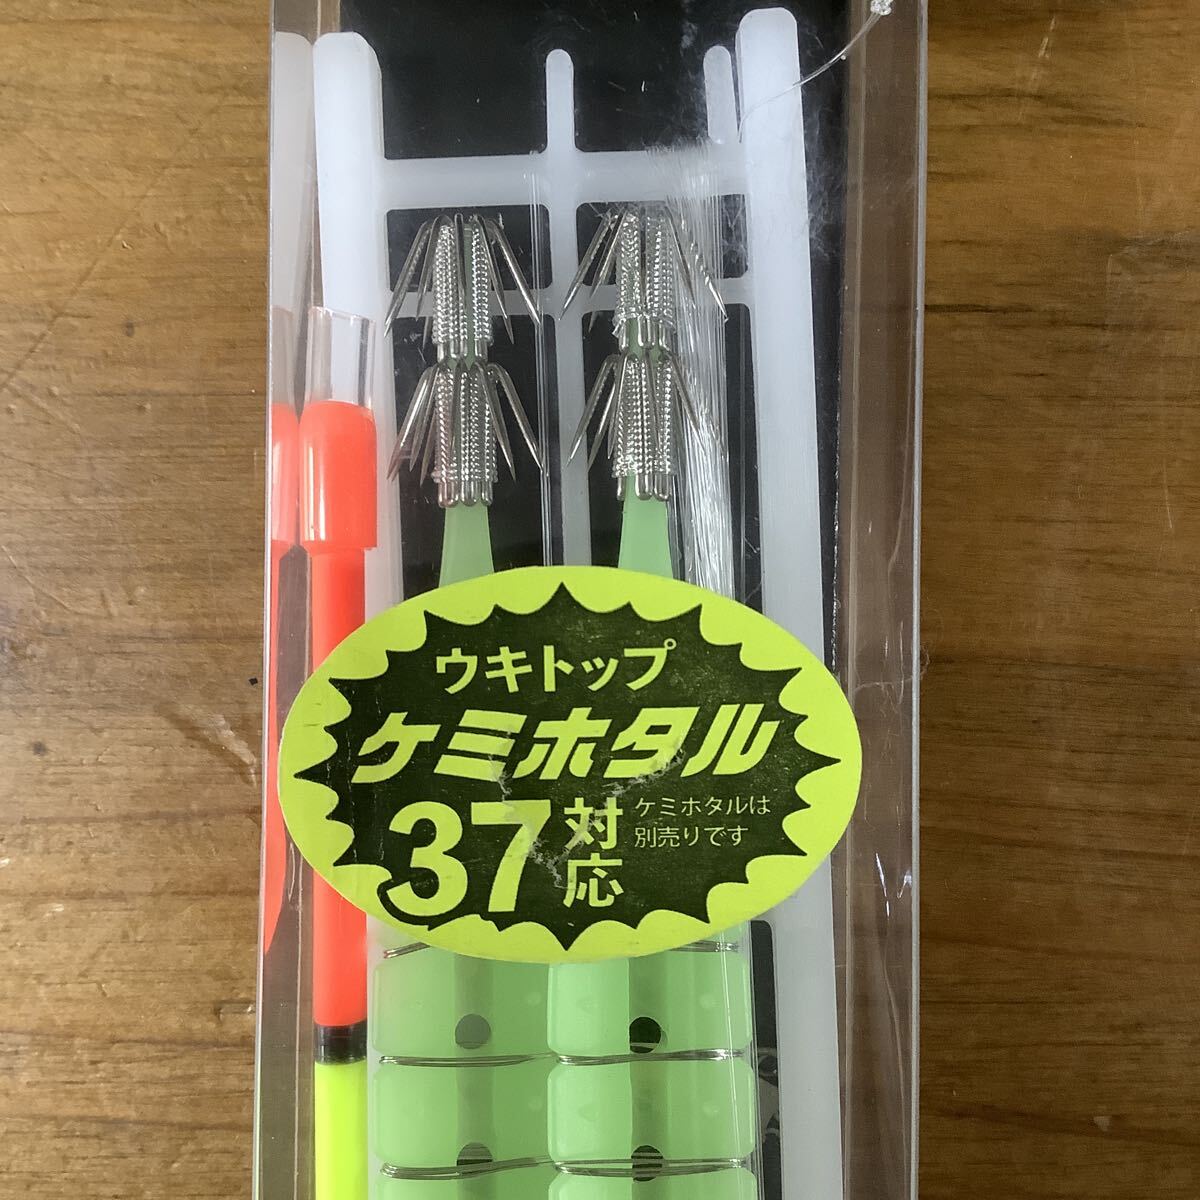 ウキトップ
ケミホタル
37対応
ケミホタルは
別売りです